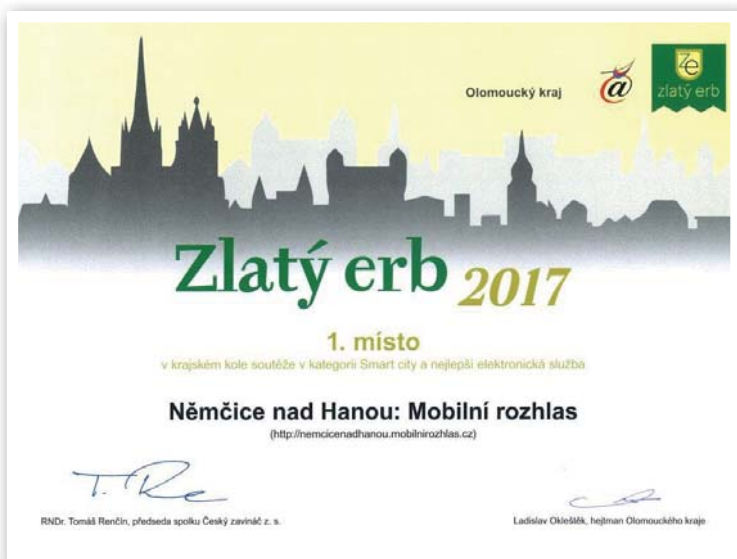 Olomoucký kraj
@
ze
zlatý erb
Zlatý erb 2017
1. místo
v krajském kole soutěže v kategorii Smart city a nejlepší elektronická služba
Němčice nad Hanou: Mobilní rozhlas
(http://nemcicenadhanou.mobilnirozhlas.cz)
RNDr. Tomáš Renčín, předseda spolku Český zavináč z. s.
Ladislav Okleštěk, hejtman Olomouckého kraje